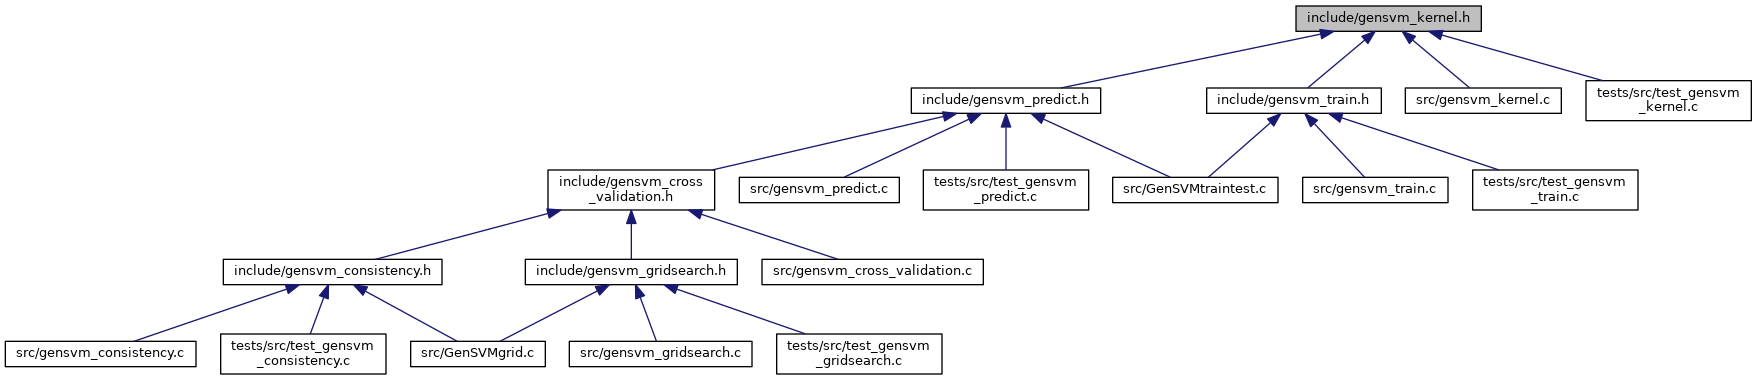 include/gensvm_kernel.h
include/gensvm_predict.h
include/gensvm_train.h
src/gensvm_kernel.c
tests/src/test_gensvm
_kernel.c
include/gensvm_cross
_validation.h
src/gensvm_predict.c
tests/src/test_gensvm
_predict.c
src/GenSVMtraintest.c
src/gensvm_train.c
tests/src/test_gensvm
_train.c
include/gensvm_consistency.h
include/gensvm_gridsearch.h
src/gensvm_cross_validation.c
src/gensvm_consistency.c
tests/src/test_gensvm
_consistency.c
src/GenSVMgrid.c
src/gensvm_gridsearch.c
tests/src/test_gensvm
_gridsearch.c